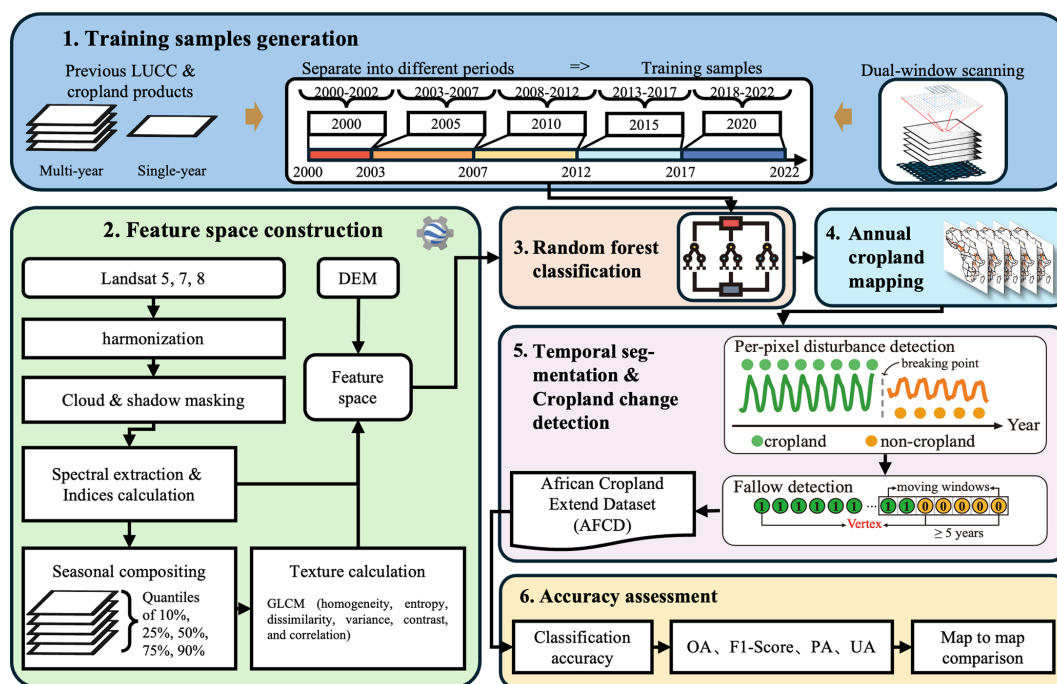 1. Training samples generation
Previous LUCC &
cropland products
Multi-year
Single-year
Separate into different periods => Training samples
2000-2002 2003-2007 2008-2012 2013-2017 2018-2022
2000 2005 2010 2015 2020
2000 2003 2007 2012 2017 2022
Dual-window scanning
2. Feature space construction
Landsat 5, 7, 8
harmonization
Cloud & shadow masking
Spectral extraction &
Indices calculation
Seasonal compositing
Quantiles
of 10%,
25%, 50%,
75%, 90%
DEM
Feature
space
Texture calculation
GLCM (homogeneity, entropy,
dissimilarity, variance, contrast,
and correlation)
3. Random forest
classification
4. Annual
cropland
mapping
5. Temporal seg-
mentation &
Cropland change
detection
Per-pixel disturbance detection
breaking point
Year
cropland
non-cropland
Fallow detection
moving windows
1 1 1 1 1 1 ... 1 1 0 0 0 0 0
Vertex
≥ 5 years
African Cropland
Extend Dataset
(AFCD)
6. Accuracy assessment
Classification
accuracy
OA、F1-Score、PA、UA
Map to map
comparison